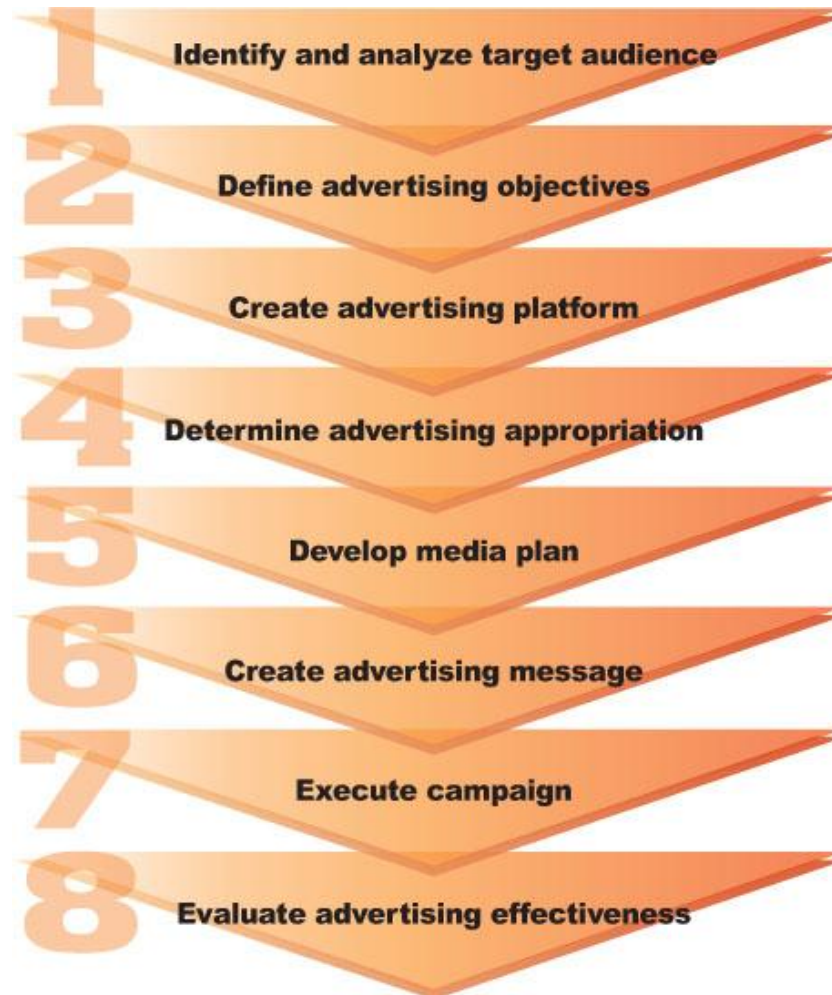 1
Identify and analyze target audience
2
Define advertising objectives
3
Create advertising platform
4
Determine advertising appropriation
5
Develop media plan
6
Create advertising message
7
Execute campaign
8
Evaluate advertising effectiveness